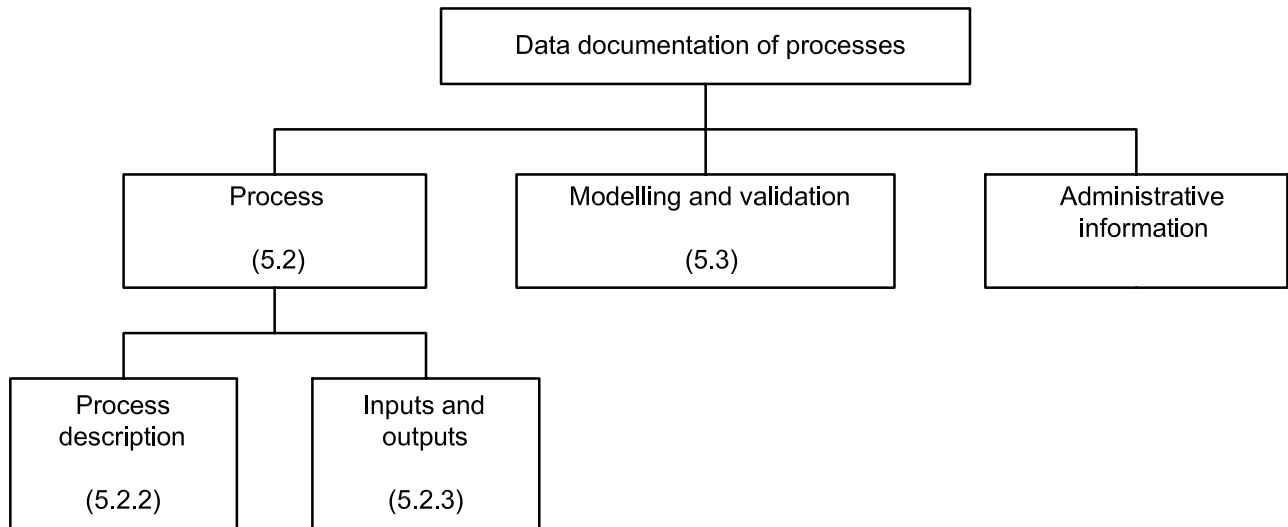 Data documentation of processes
Process
(5.2)
Modelling and validation
(5.3)
Administrative
information
Process
description
(5.2.2)
Inputs and
outputs
(5.2.3)